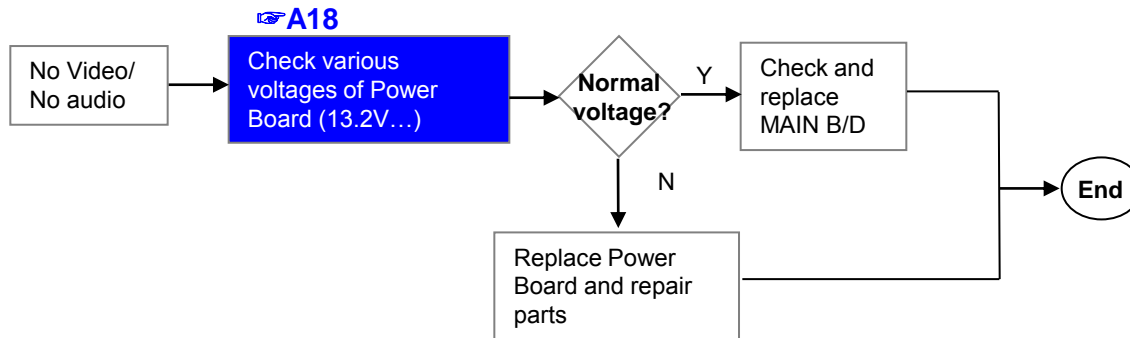 ☞A18
No Video/
No audio
Check various
voltages of Power
Board (13.2V…)
Normal
voltage?
Y
Check and
replace
MAIN B/D
N
End
Replace Power
Board and repair
parts